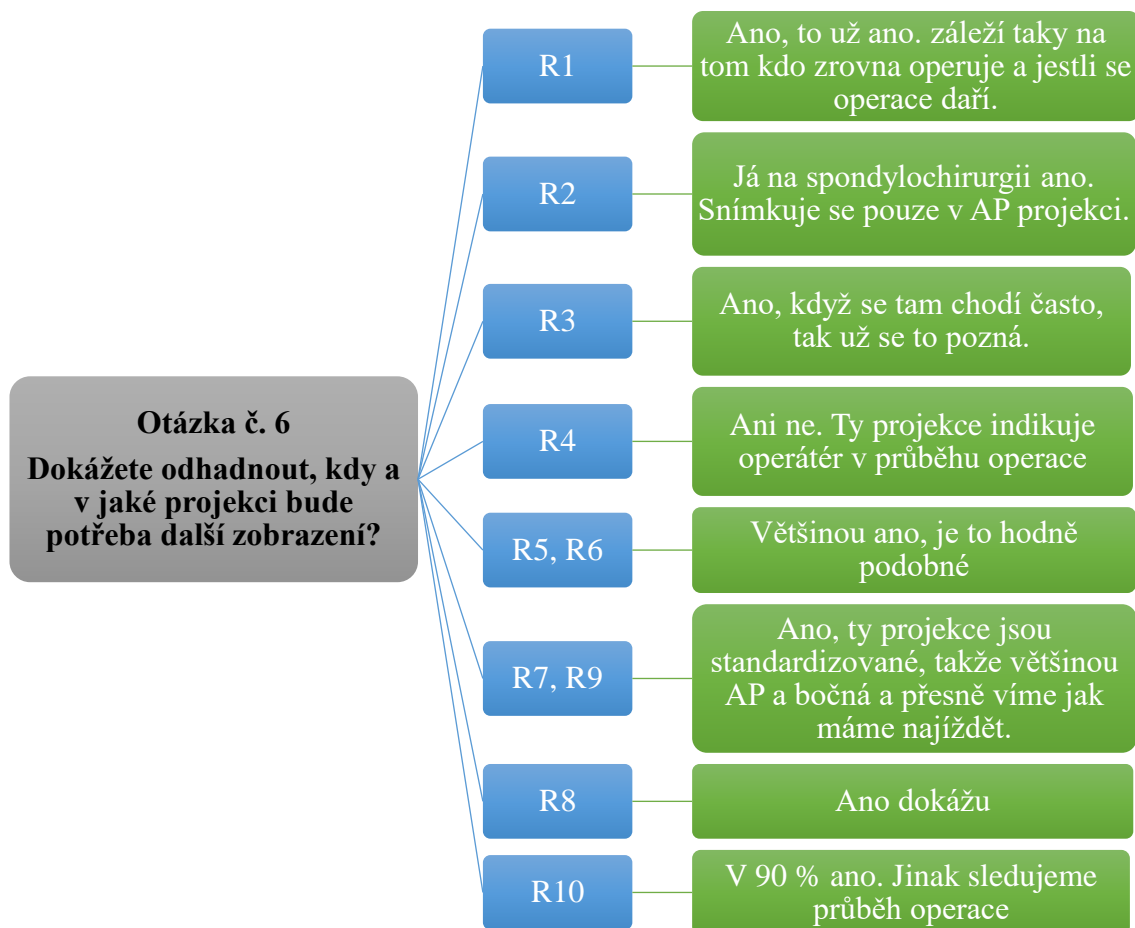 Otázka č. 6
Dokážete odhadnout, kdy a
v jaké projekci bude
potřeba další zobrazení?
R1
Ano, to už ano. záleží taky na
tom kdo zrovna operuje a jestli se
operace daří.
R2
Já na spondylochirurgii ano.
Snímkuje se pouze v AP projekci.
R3
Ano, když se tam chodí často,
tak už se to pozná.
R4
Ani ne. Ty projekce indikuje
operátér v průběhu operace
R5, R6
Většinou ano, je to hodně
podobné
R7, R9
Ano, ty projekce jsou
standardizované, takže většinou
AP a bočná a přesně víme jak
máme najíždět.
R8
Ano dokážu
R10
V 90 % ano. Jinak sledujeme
průběh operace